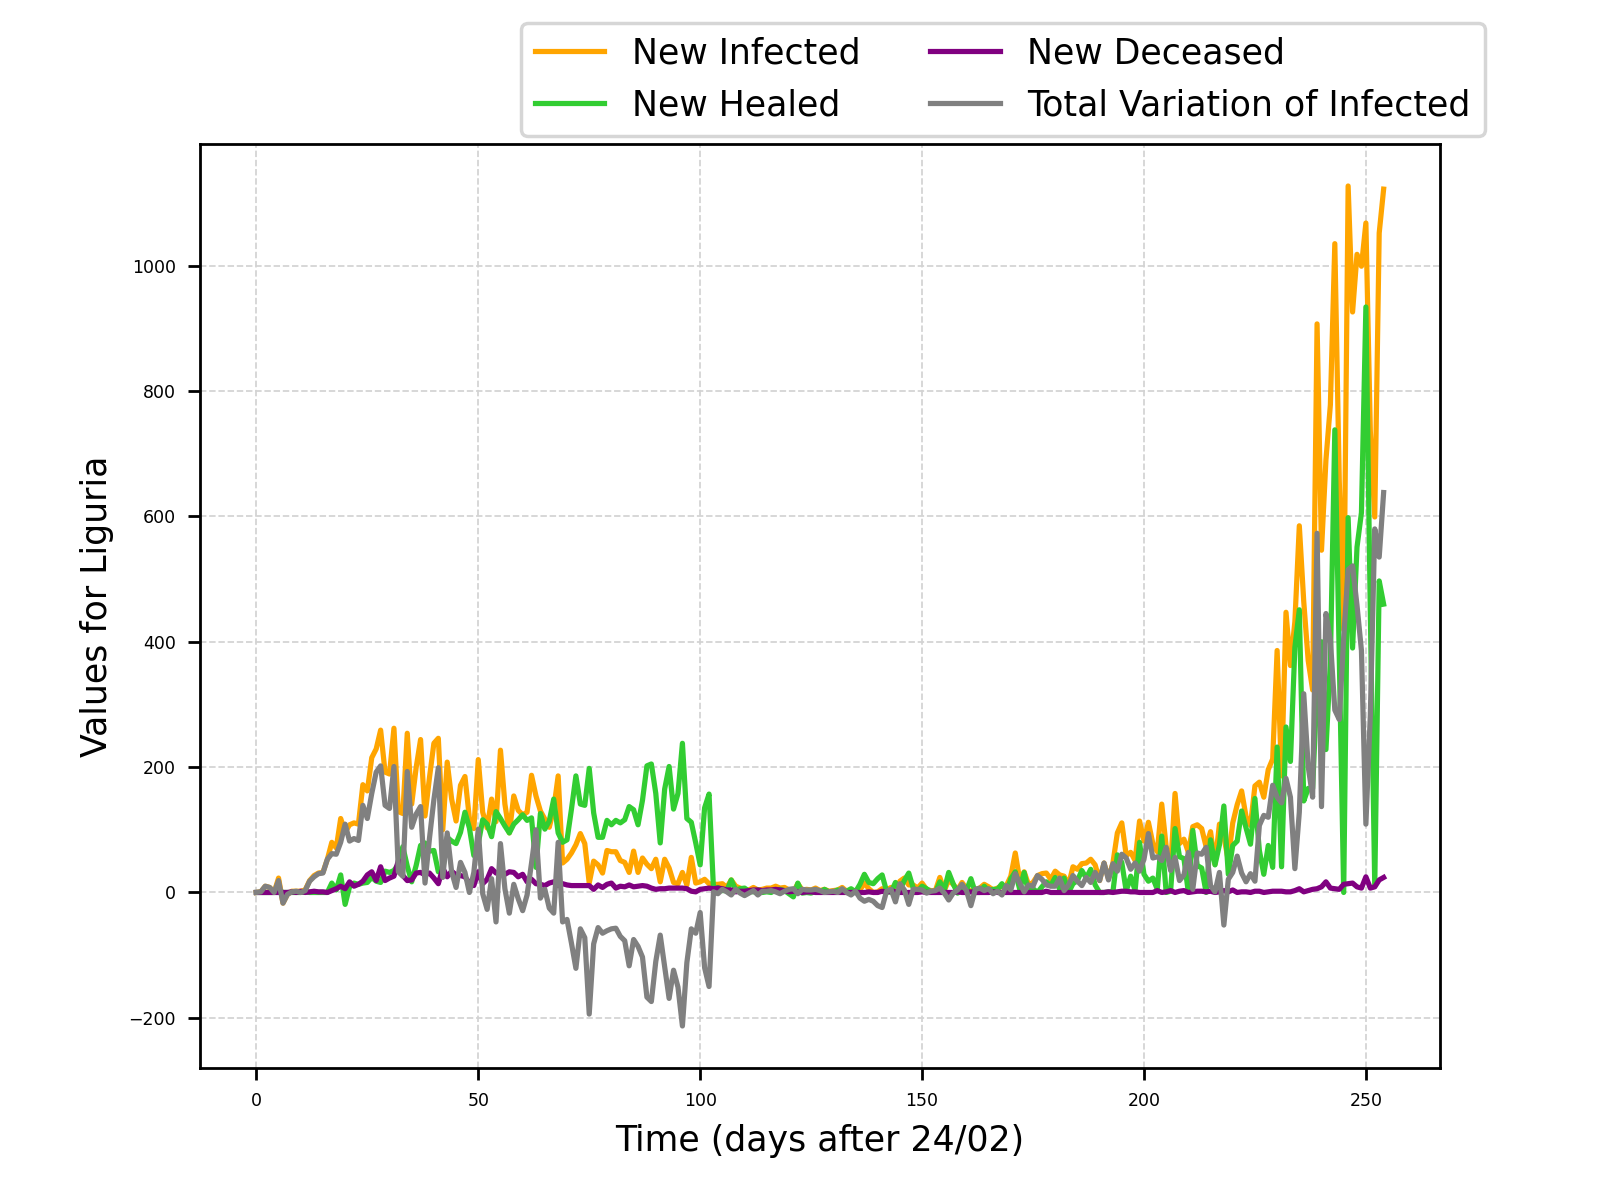 New Infected
New Healed
New Deceased
Total Variation of Infected
Values for Liguria
1000
800
600
400
200
0
−200
0 50 100 150 200 250
Time (days after 24/02)